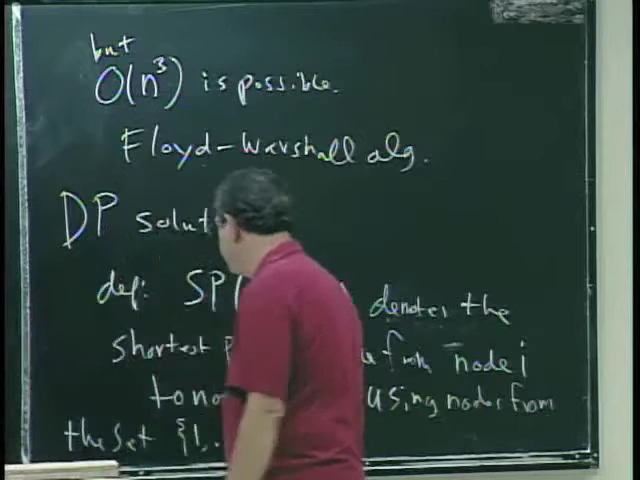 but
O(n³) is possible.
Floyd-Warshall alg.
DP solut
def: SP( denotes the
shortest from node i
to using nodes from
the set {1,.